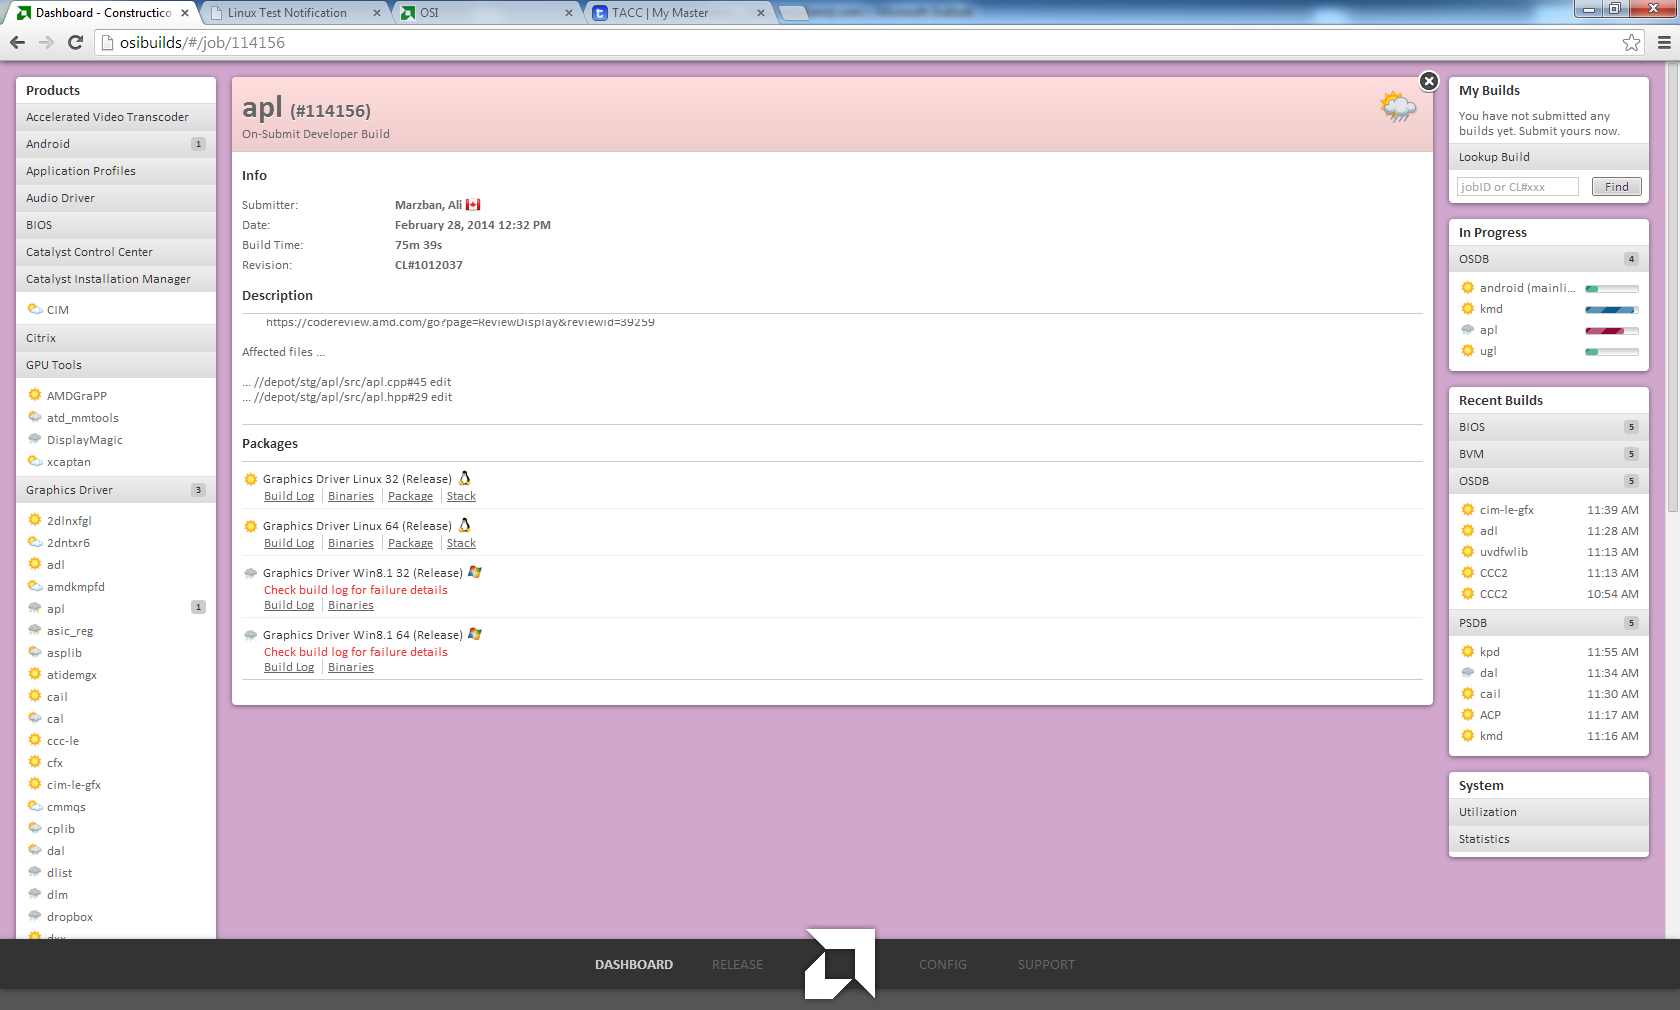 Dashboard - Constructico
Linux Test Notification
OSI
TACC | My Master
osibuilds/#/job/114156
Products
Accelerated Video Transcoder
Android 1
Application Profiles
Audio Driver
BIOS
Catalyst Control Center
Catalyst Installation Manager
CIM
Citrix
GPU Tools
AMDGraPP
atd_mmtools
DisplayMagic
xcaptan
Graphics Driver 3
2dlnxfgl
2dntxr6
adl
amdkmpfd
apl 1
asic_reg
asplib
atidemgx
cail
cal
ccc-le
cfx
cim-le-gfx
cmmqs
cplib
dal
dlist
dlm
dropbox
dxx
apl (#114156)
On-Submit Developer Build
Info
Submitter: Marzban, Ali
Date: February 28, 2014 12:32 PM
Build Time: 75m 39s
Revision: CL#1012037
Description
https://codereview.amd.com/go?page=ReviewDisplay&reviewid=39259
Affected files ...
... //depot/stg/apl/src/apl.cpp#45 edit
... //depot/stg/apl/src/apl.hpp#29 edit
Packages
Graphics Driver Linux 32 (Release)
Build Log Binaries Package Stack
Graphics Driver Linux 64 (Release)
Build Log Binaries Package Stack
Graphics Driver Win8.1 32 (Release)
Check build log for failure details
Build Log Binaries
Graphics Driver Win8.1 64 (Release)
Check build log for failure details
Build Log Binaries
My Builds
You have not submitted any
builds yet. Submit yours now.
Lookup Build
jobID or CL#xxx Find
In Progress
OSDB 4
android (mainli...
kmd
apl
ugl
Recent Builds
BIOS 5
BVM 5
OSDB 5
cim-le-gfx 11:39 AM
adl 11:28 AM
uvdfwlib 11:13 AM
CCC2 11:13 AM
CCC2 10:54 AM
PSDB 5
kpd 11:55 AM
dal 11:34 AM
cail 11:30 AM
ACP 11:17 AM
kmd 11:16 AM
System
Utilization
Statistics
DASHBOARD
RELEASE
CONFIG
SUPPORT